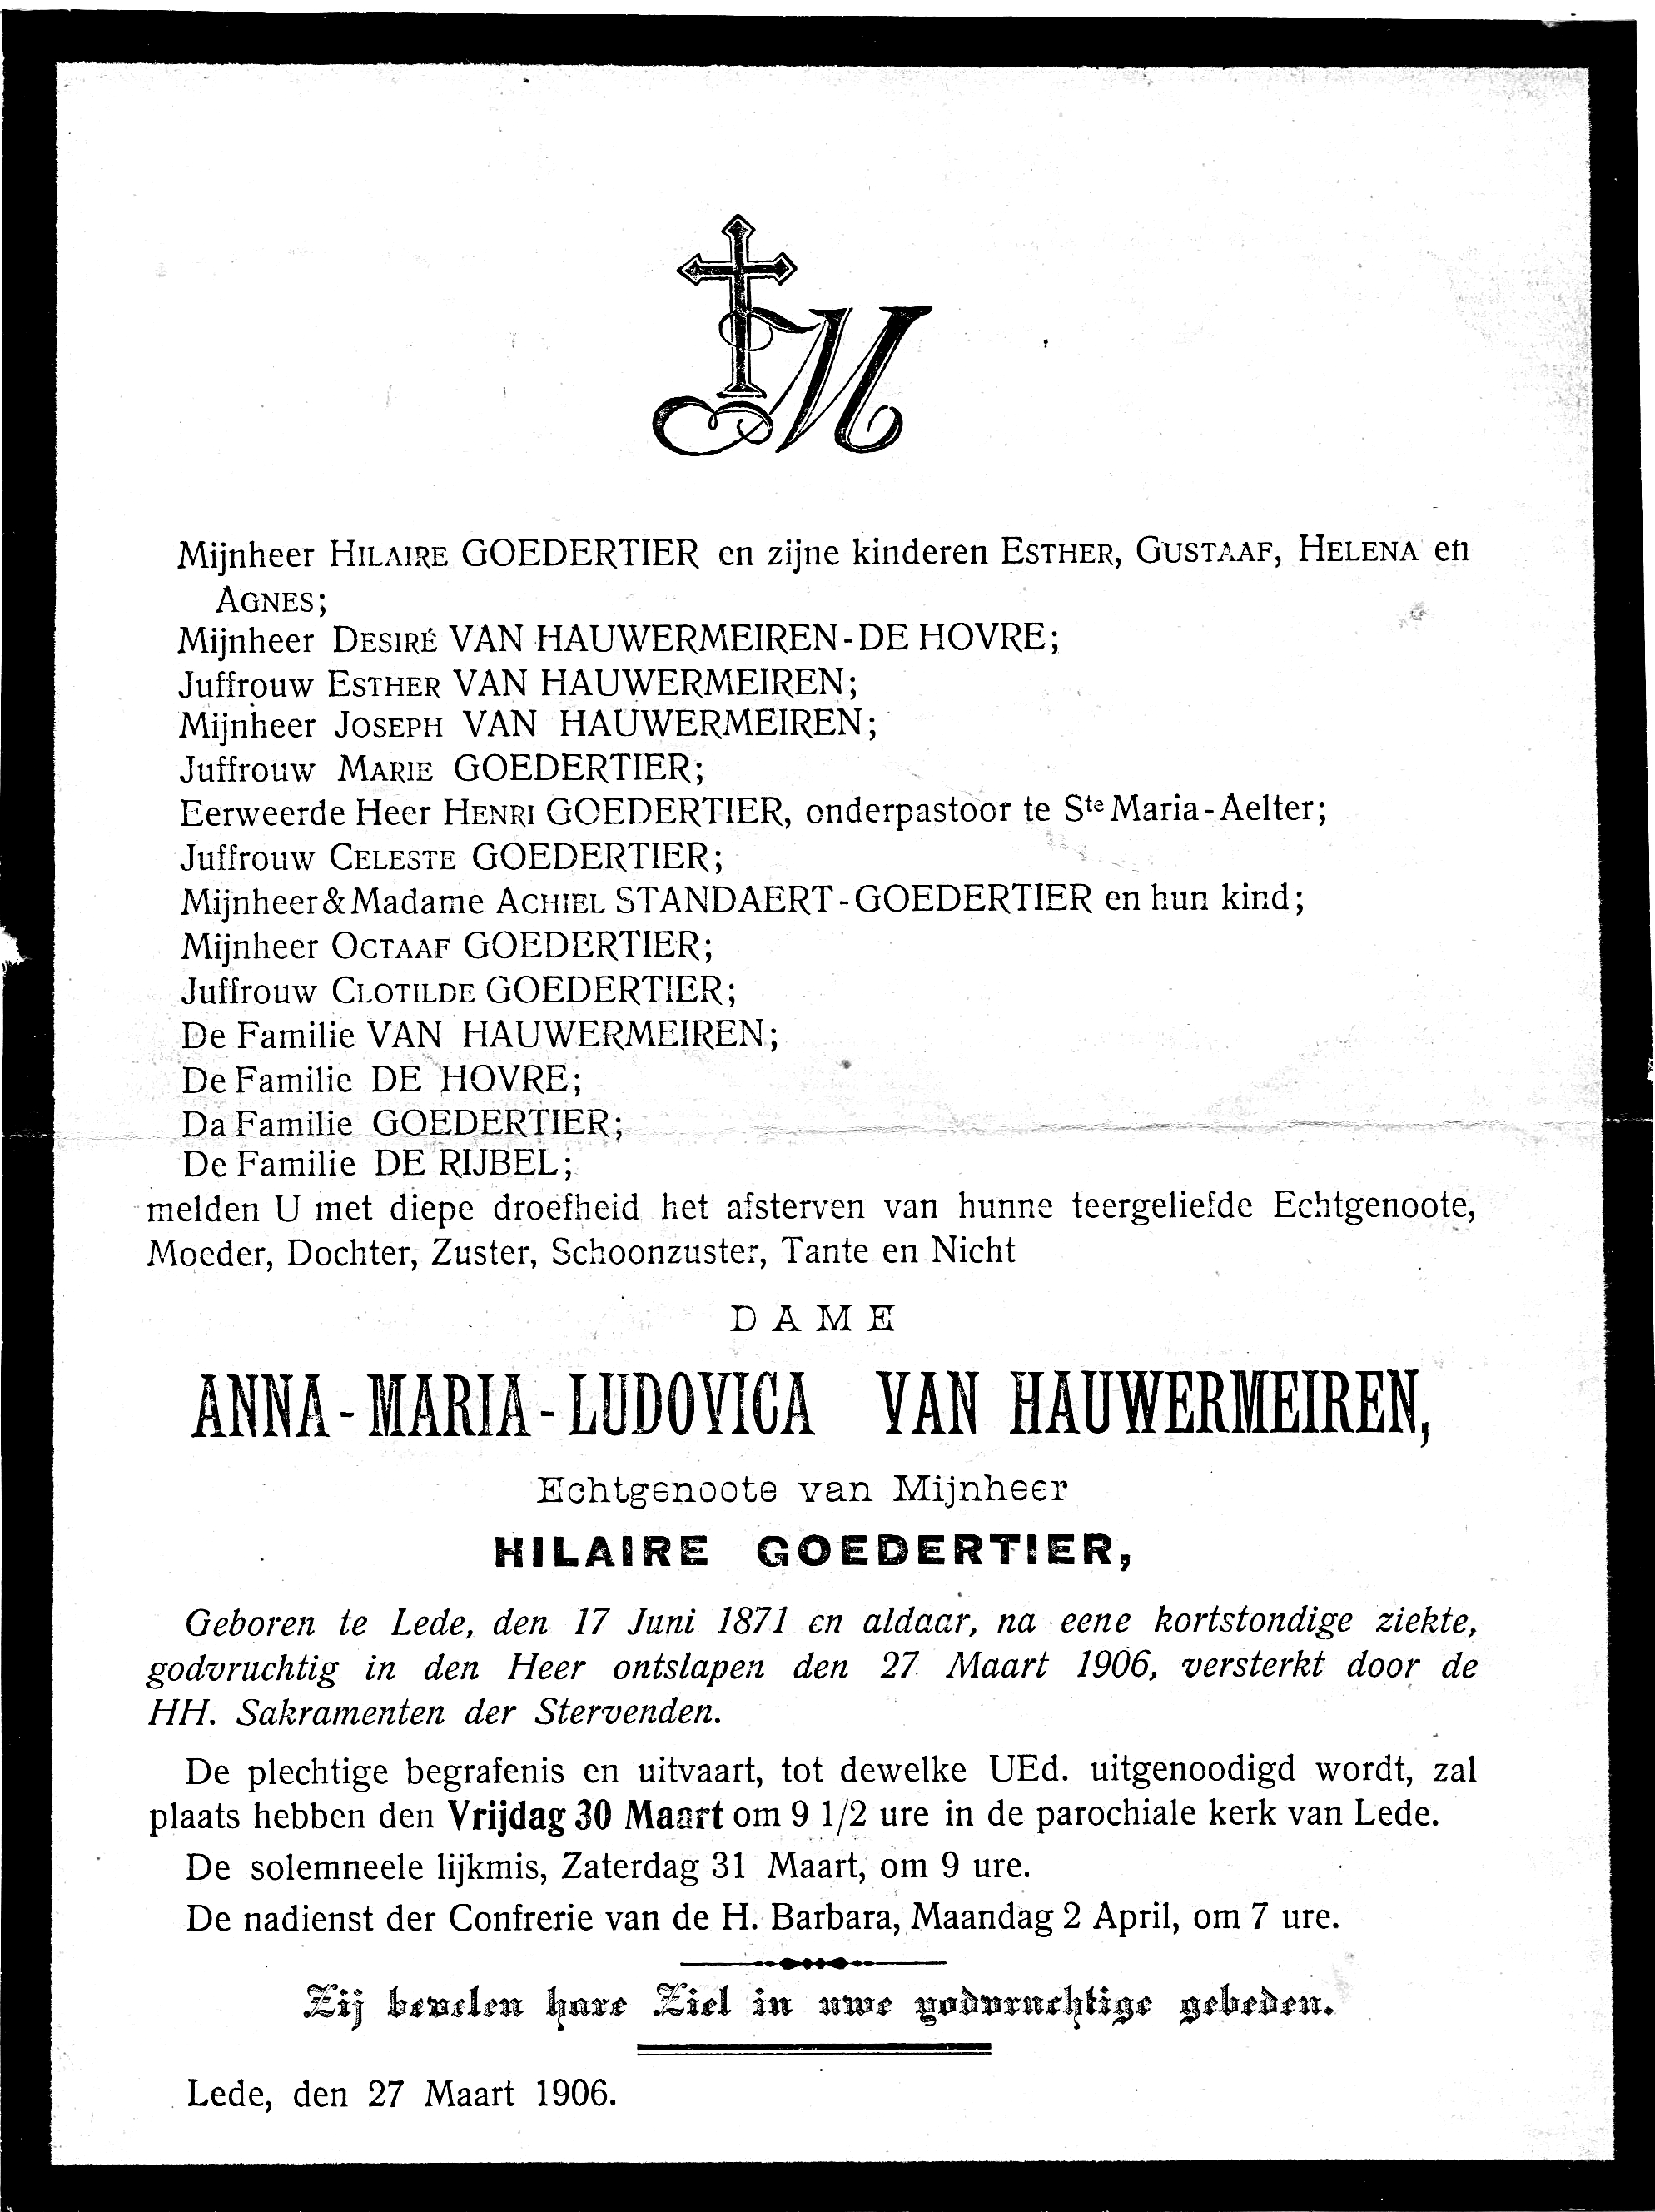 M
Mijnheer HILAIRE GOEDERTIER en zijne kinderen ESTHER, GUSTAAF, HELENA en
AGNES;
Mijnheer DESIRÉ VAN HAUWERMEIREN-DE HOVRE;
Juffrouw ESTHER VAN HAUWERMEIREN;
Mijnheer JOSEPH VAN HAUWERMEIREN;
Juffrouw MARIE GOEDERTIER;
Eerweerde Heer HENRI GOEDERTIER, onderpastoor te Ste Maria-Aelter;
Juffrouw CELESTE GOEDERTIER;
Mijnheer & Madame ACHIEL STANDAERT-GOEDERTIER en hun kind;
Mijnheer OCTAAF GOEDERTIER;
Juffrouw CLOTILDE GOEDERTIER;
De Familie VAN HAUWERMEIREN;
De Familie DE HOVRE;
Da Familie GOEDERTIER;
De Familie DE RIJBEL;
melden U met diepe droefheid het afsterven van hunne teergeliefde Echtgenoote,
Moeder, Dochter, Zuster, Schoonzuster, Tante en Nicht
DAME
ANNA-MARIA-LUDOVICA VAN HAUWERMEIREN,
Echtgenoote van Mijnheer
HILAIRE GOEDERTIER,
Geboren te Lede, den 17 Juni 1871 en aldaar, na eene kortstondige ziekte,
godvruchtig in den Heer ontslapen den 27 Maart 1906, versterkt door de
HH. Sakramenten der Stervenden.
De plechtige begrafenis en uitvaart, tot dewelke UEd. uitgenoodigd wordt, zal
plaats hebben den Vrijdag 30 Maart om 9 1/2 ure in de parochiale kerk van Lede.
De solemneele lijkmis, Zaterdag 31 Maart, om 9 ure.
De nadienst der Confrerie van de H. Barbara, Maandag 2 April, om 7 ure.
Zij bevelen hare Ziel in uwe godvruchtige gebeden.
Lede, den 27 Maart 1906.